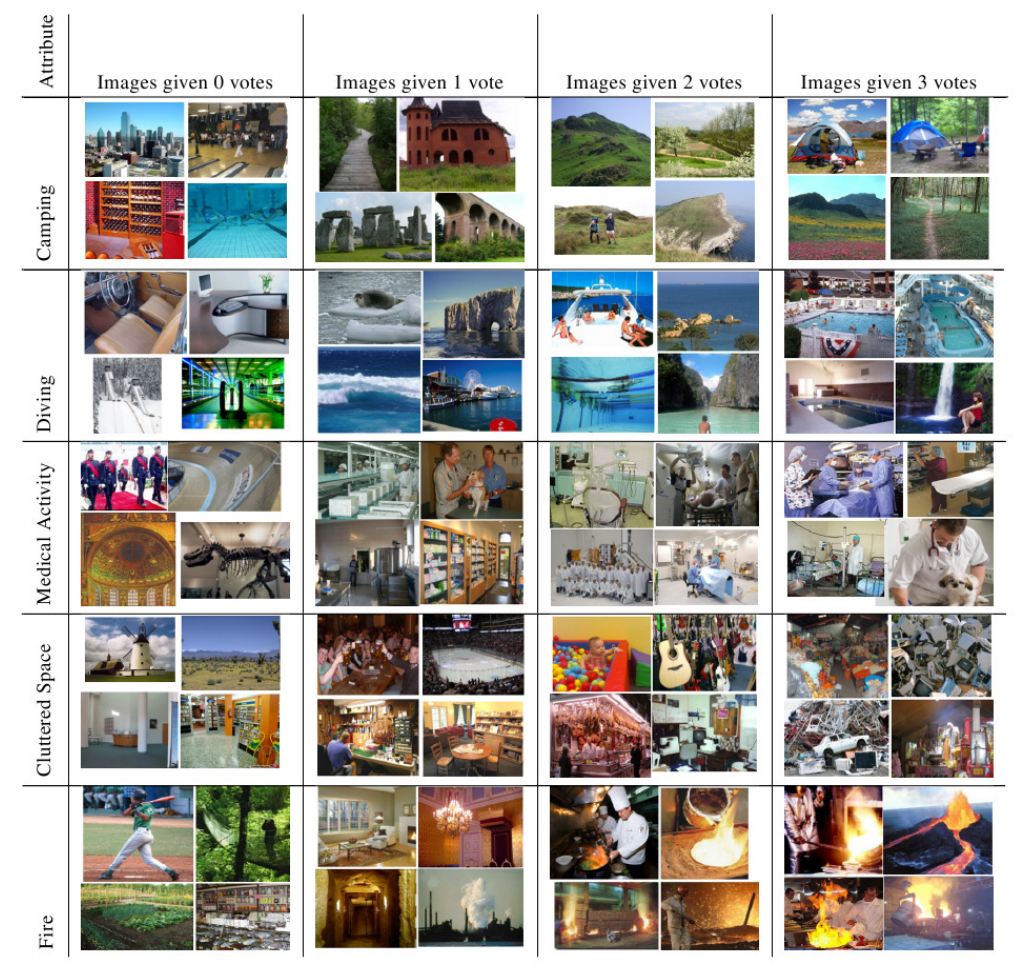 Attribute
Images given 0 votes
Images given 1 vote
Images given 2 votes
Images given 3 votes
Camping
Diving
Medical Activity
Cluttered Space
Fire